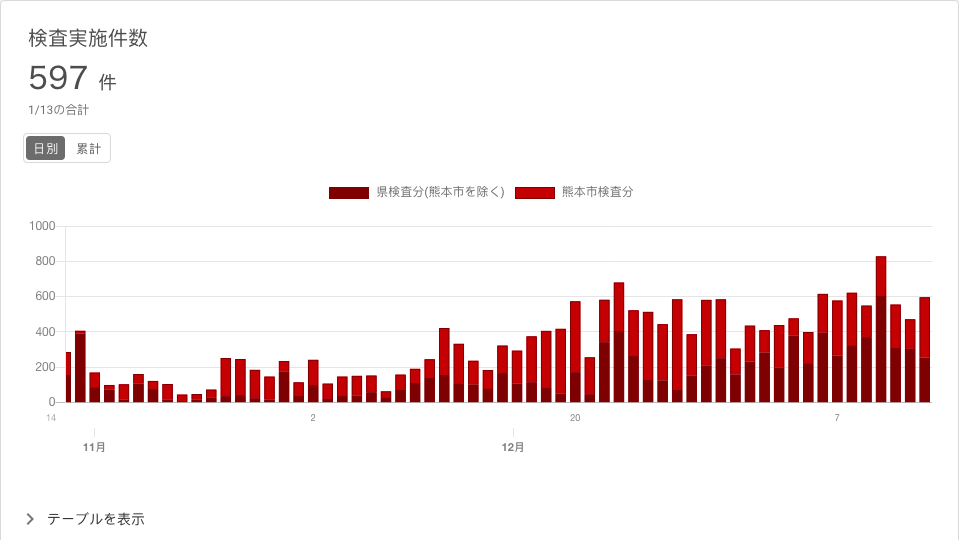 検査実施件数
597 件
1/13の合計
日別 累計
県検査分(熊本市を除く) 熊本市検査分
1000
800
600
400
200
0
14 2 20 7
11月 12月
テーブルを表示